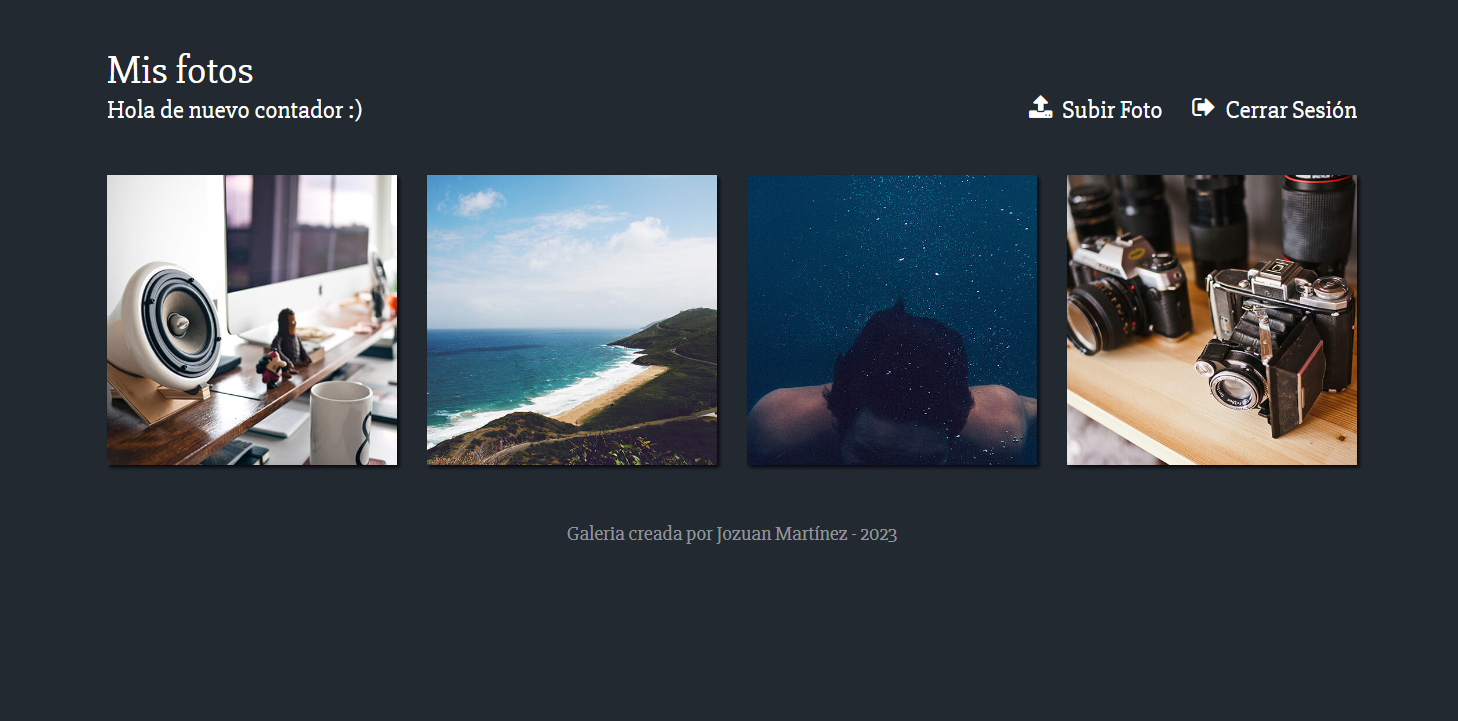 Mis fotos
Hola de nuevo contador :)
Subir Foto
Cerrar Sesión
Galeria creada por Jozuan Martínez - 2023